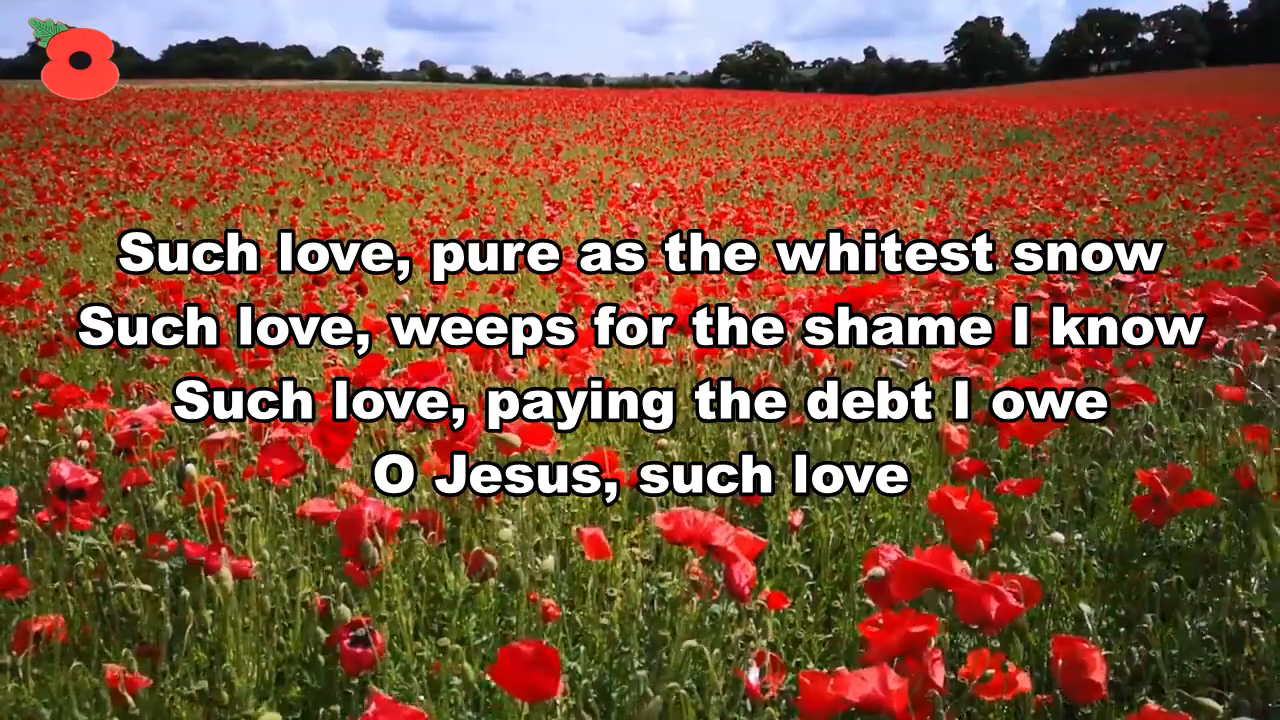 Such love, pure as the whitest snow
Such love, weeps for the shame I know
Such love, paying the debt I owe
O Jesus, such love